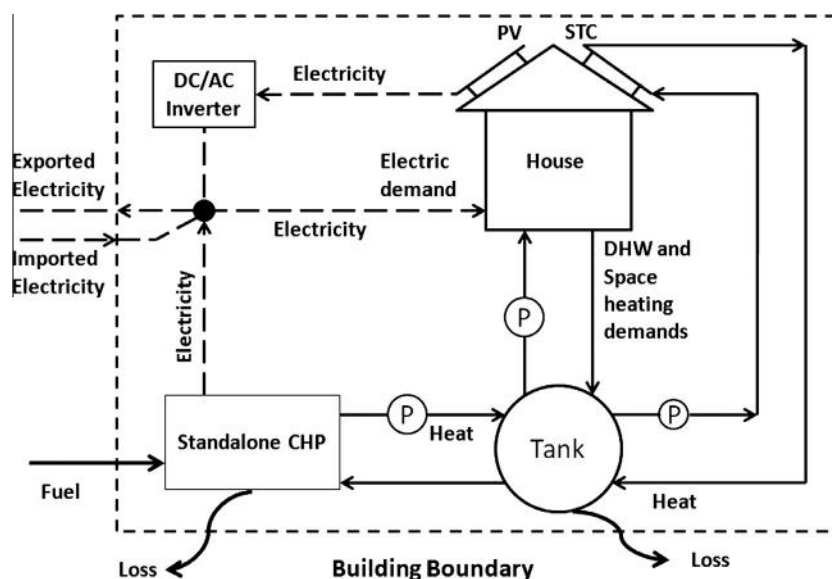 PV
STC
DC/AC
Inverter
Electricity
House
Exported
Electricity
Electric
demand
Electricity
Imported
Electricity
Electricity
DHW and
Space
heating
demands
P
Standalone CHP
P
Heat
Tank
P
Fuel
Heat
Loss
Building Boundary
Loss